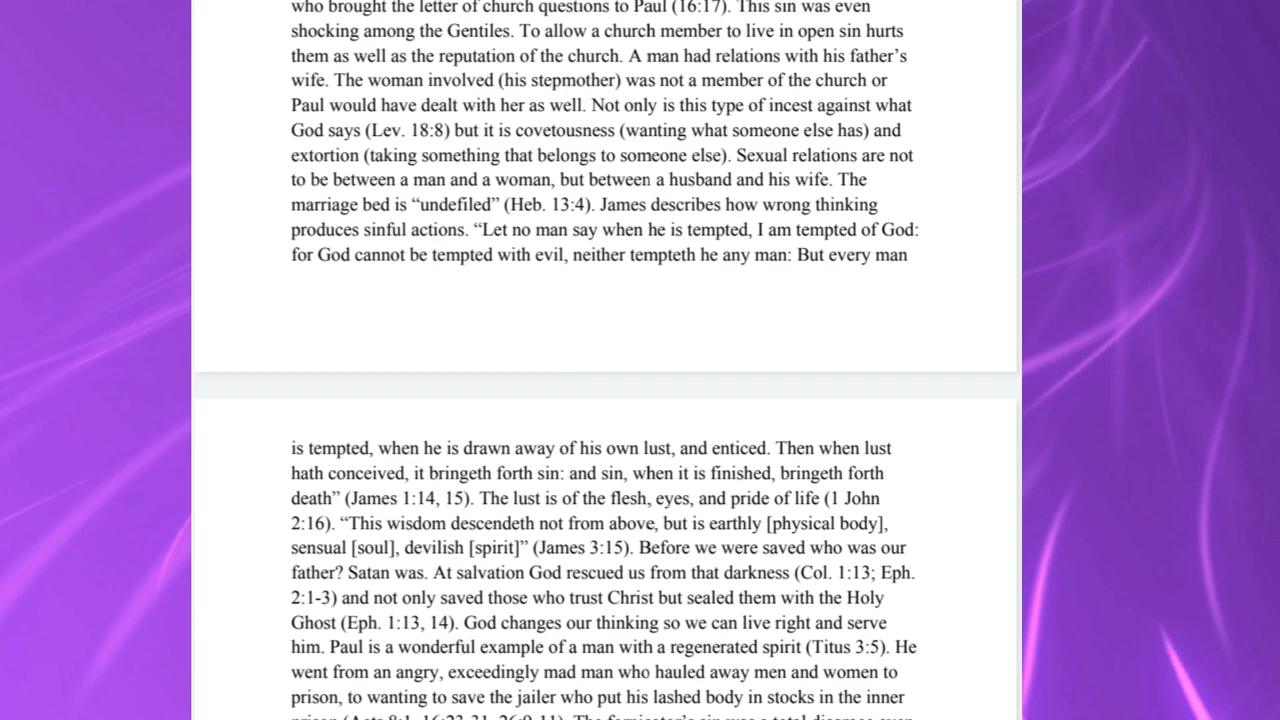 who brought the letter of church questions to Paul (16:17). This sin was even
shocking among the Gentiles. To allow a church member to live in open sin hurts
them as well as the reputation of the church. A man had relations with his father’s
wife. The woman involved (his stepmother) was not a member of the church or
Paul would have dealt with her as well. Not only is this type of incest against what
God says (Lev. 18:8) but it is covetousness (wanting what someone else has) and
extortion (taking something that belongs to someone else). Sexual relations are not
to be between a man and a woman, but between a husband and his wife. The
marriage bed is “undefiled” (Heb. 13:4). James describes how wrong thinking
produces sinful actions. “Let no man say when he is tempted, I am tempted of God:
for God cannot be tempted with evil, neither tempteth he any man: But every man
is tempted, when he is drawn away of his own lust, and enticed. Then when lust
hath conceived, it bringeth forth sin: and sin, when it is finished, bringeth forth
death” (James 1:14, 15). The lust is of the flesh, eyes, and pride of life (1 John
2:16). “This wisdom descendeth not from above, but is earthly [physical body],
sensual [soul], devilish [spirit]” (James 3:15). Before we were saved who was our
father? Satan was. At salvation God rescued us from that darkness (Col. 1:13; Eph.
2:1-3) and not only saved those who trust Christ but sealed them with the Holy
Ghost (Eph. 1:13, 14). God changes our thinking so we can live right and serve
him. Paul is a wonderful example of a man with a regenerated spirit (Titus 3:5). He
went from an angry, exceedingly mad man who hauled away men and women to
prison, to wanting to save the jailer who put his lashed body in stocks in the inner
prison (Acts 8:1, 16:23-31, 26:9-11). The fornicator’s sin was a total disgrace even